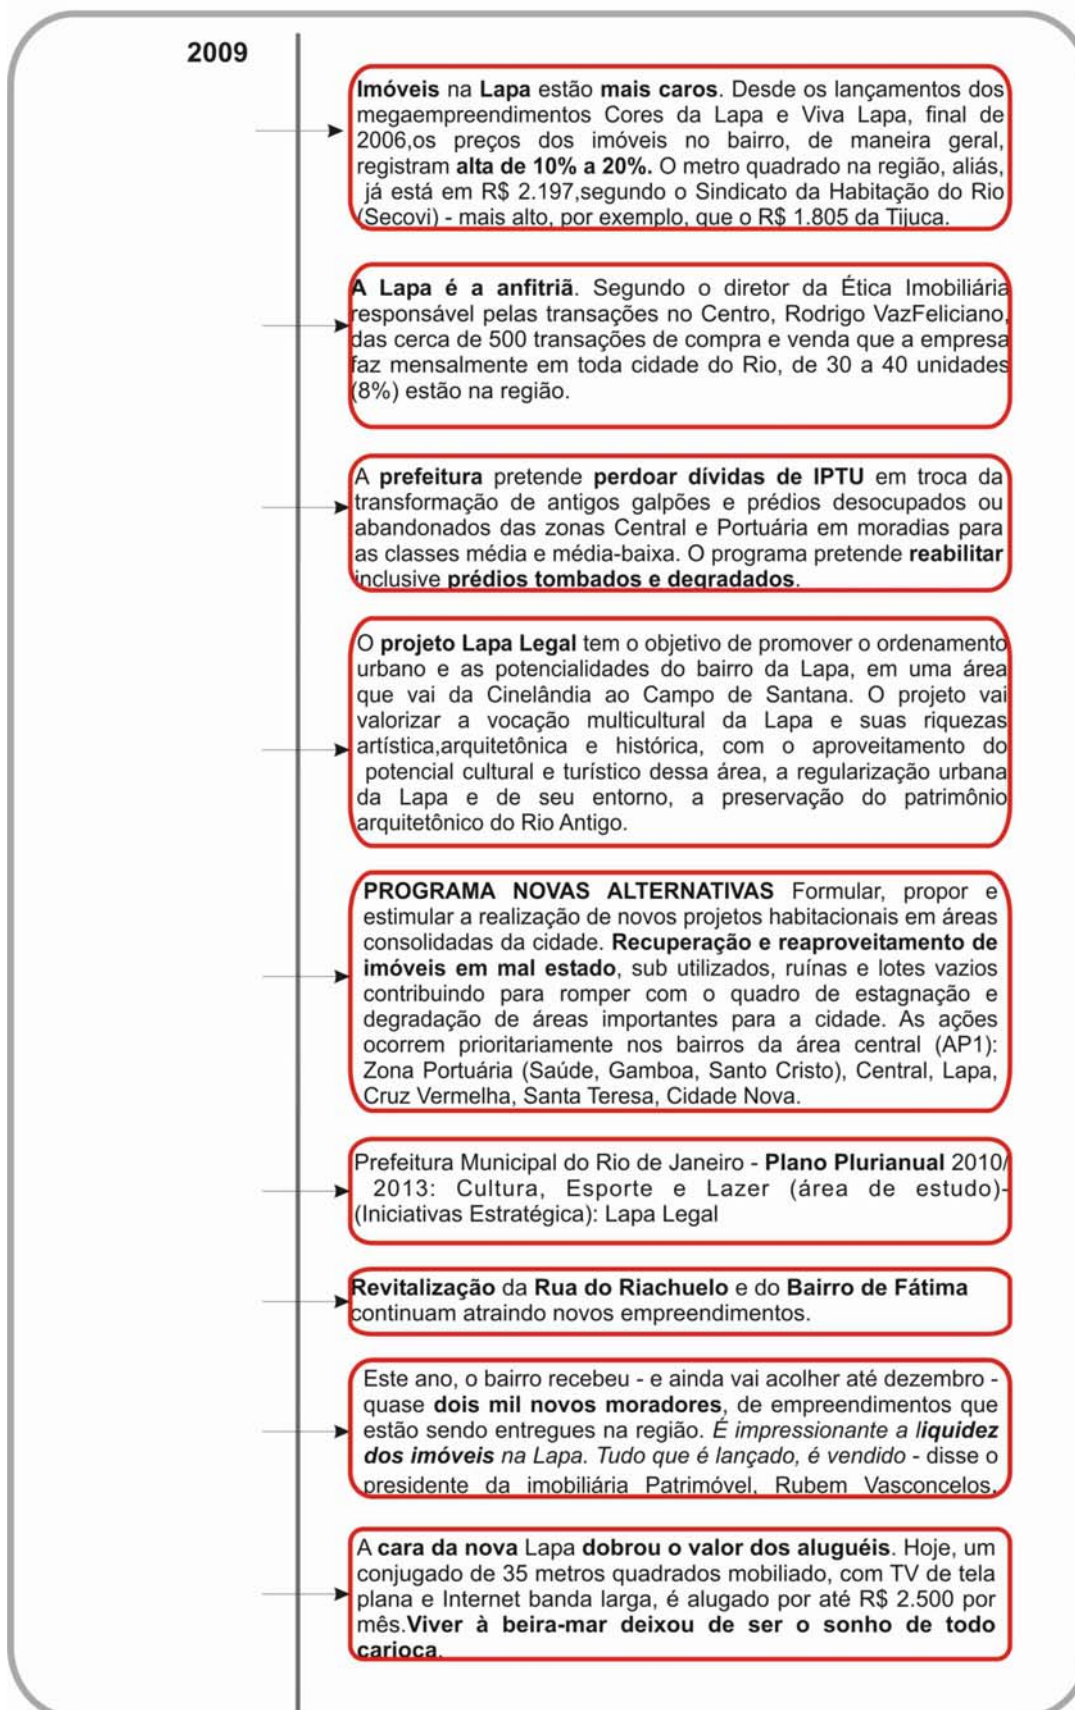 2009
Imóveis na Lapa estão mais caros. Desde os lançamentos dos
megaempreendimentos Cores da Lapa e Viva Lapa, final de
2006,os preços dos imóveis no bairro, de maneira geral,
registram alta de 10% a 20%. O metro quadrado na região, aliás,
já está em R$ 2.197,segundo o Sindicato da Habitação do Rio
(Secovi) - mais alto, por exemplo, que o R$ 1.805 da Tijuca.
A Lapa é a anfitriã. Segundo o diretor da Ética Imobiliária
responsável pelas transações no Centro, Rodrigo VazFeliciano,
das cerca de 500 transações de compra e venda que a empresa
faz mensalmente em toda cidade do Rio, de 30 a 40 unidades
(8%) estão na região.
A prefeitura pretende perdoar dívidas de IPTU em troca da
transformação de antigos galpões e prédios desocupados ou
abandonados das zonas Central e Portuária em moradias para
as classes média e média-baixa. O programa pretende reabilitar
inclusive prédios tombados e degradados.
O projeto Lapa Legal tem o objetivo de promover o ordenamento
urbano e as potencialidades do bairro da Lapa, em uma área
que vai da Cinelândia ao Campo de Santana. O projeto vai
valorizar a vocação multicultural da Lapa e suas riquezas
artística,arquitetônica e histórica, com o aproveitamento do
potencial cultural e turístico dessa área, a regularização urbana
da Lapa e de seu entorno, a preservação do patrimônio
arquitetônico do Rio Antigo.
PROGRAMA NOVAS ALTERNATIVAS Formular, propor e
estimular a realização de novos projetos habitacionais em áreas
consolidadas da cidade. Recuperação e reaproveitamento de
imóveis em mal estado, sub utilizados, ruínas e lotes vazios
contribuindo para romper com o quadro de estagnação e
degradação de áreas importantes para a cidade. As ações
ocorrem prioritariamente nos bairros da área central (AP1):
Zona Portuária (Saúde, Gamboa, Santo Cristo), Central, Lapa,
Cruz Vermelha, Santa Teresa, Cidade Nova.
Prefeitura Municipal do Rio de Janeiro - Plano Plurianual 2010/
2013: Cultura, Esporte e Lazer (área de estudo)-
(Iniciativas Estratégica): Lapa Legal
Revitalização da Rua do Riachuelo e do Bairro de Fátima
continuam atraindo novos empreendimentos.
Este ano, o bairro recebeu - e ainda vai acolher até dezembro -
quase dois mil novos moradores, de empreendimentos que
estão sendo entregues na região. É impressionante a liquidez
dos imóveis na Lapa. Tudo que é lançado, é vendido - disse o
presidente da imobiliária Patrimóvel, Rubem Vasconcelos.
A cara da nova Lapa dobrou o valor dos aluguéis. Hoje, um
conjugado de 35 metros quadrados mobiliado, com TV de tela
plana e Internet banda larga, é alugado por até R$ 2.500 por
mês.Viver à beira-mar deixou de ser o sonho de todo
carioca.